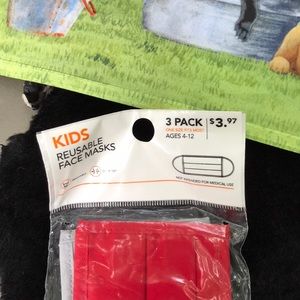 KIDS
REUSABLE
FACE MASKS
3 PACK
ONE SIZE FITS MOST
AGES 4-12
$3.97
NOT INTENDED FOR MEDICAL USE